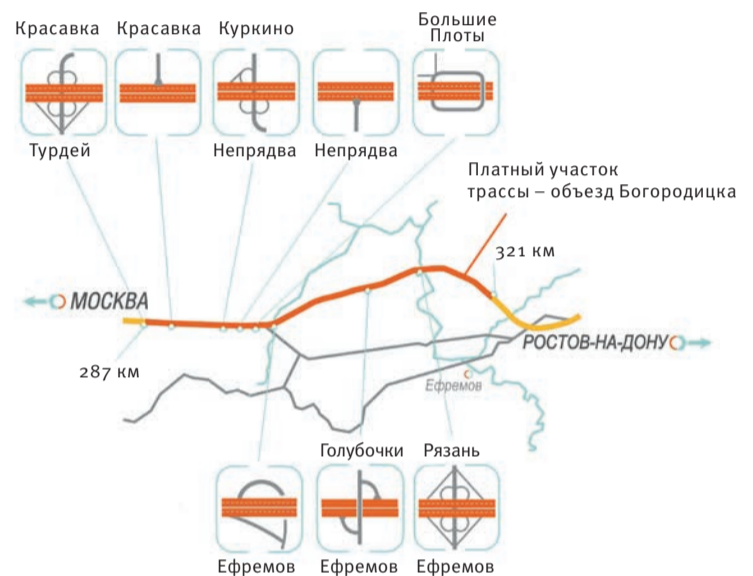 Красавка
Красавка
Куркино
Большие
Плоты
Турдей
Непрядва
Непрядва
Платный участок
трассы – объезд Богородицка
321 км
МОСКВА
РОСТОВ-НА-ДОНУ
287 км
Ефремов
Голубочки
Рязань
Ефремов
Ефремов
Ефремов